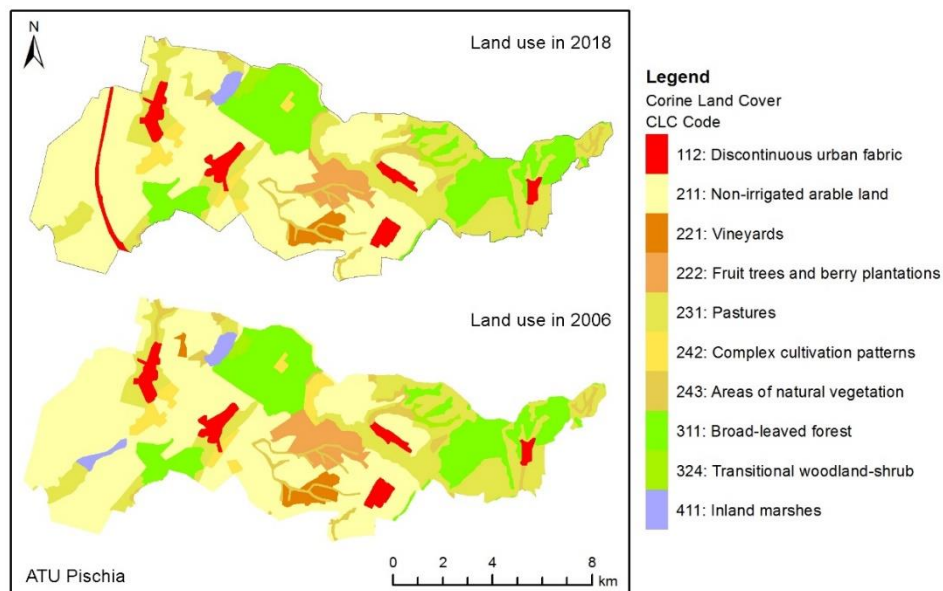 N
Land use in 2018
Land use in 2006
ATU Pischia
0 2 4 6 8
km
Legend
Corine Land Cover
CLC Code
112: Discontinuous urban fabric
211: Non-irrigated arable land
221: Vineyards
222: Fruit trees and berry plantations
231: Pastures
242: Complex cultivation patterns
243: Areas of natural vegetation
311: Broad-leaved forest
324: Transitional woodland-shrub
411: Inland marshes